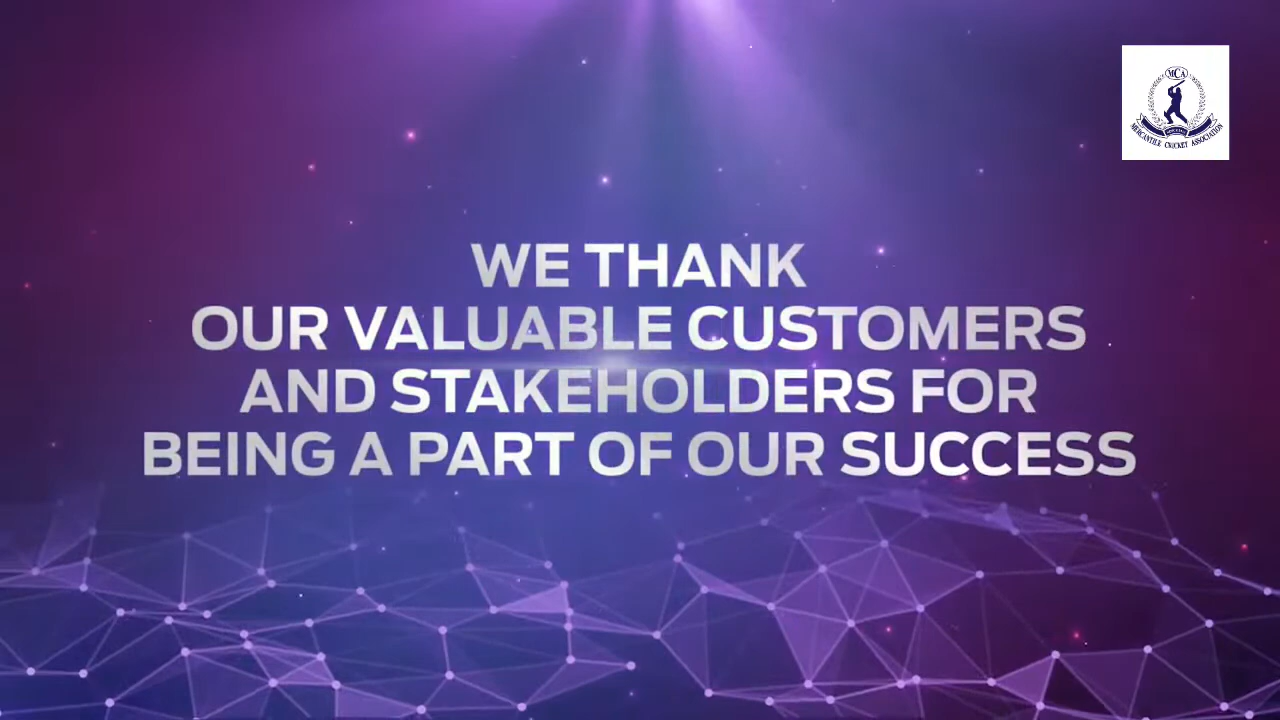 MCA
MERCANTILE CRICKET ASSOCIATION
WE THANK
OUR VALUABLE CUSTOMERS
AND STAKEHOLDERS FOR
BEING A PART OF OUR SUCCESS